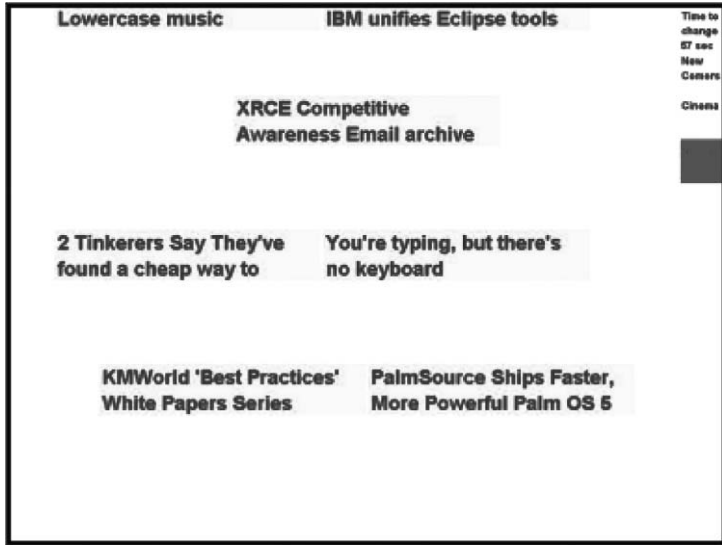 Lowercase music
IBM unifies Eclipse tools
Time to
change
57 sec
New
Comers
Cinema
XRCE Competitive
Awareness Email archive
2 Tinkerers Say They've
found a cheap way to
You're typing, but there's
no keyboard
KMWorld 'Best Practices'
White Papers Series
PalmSource Ships Faster,
More Powerful Palm OS 5